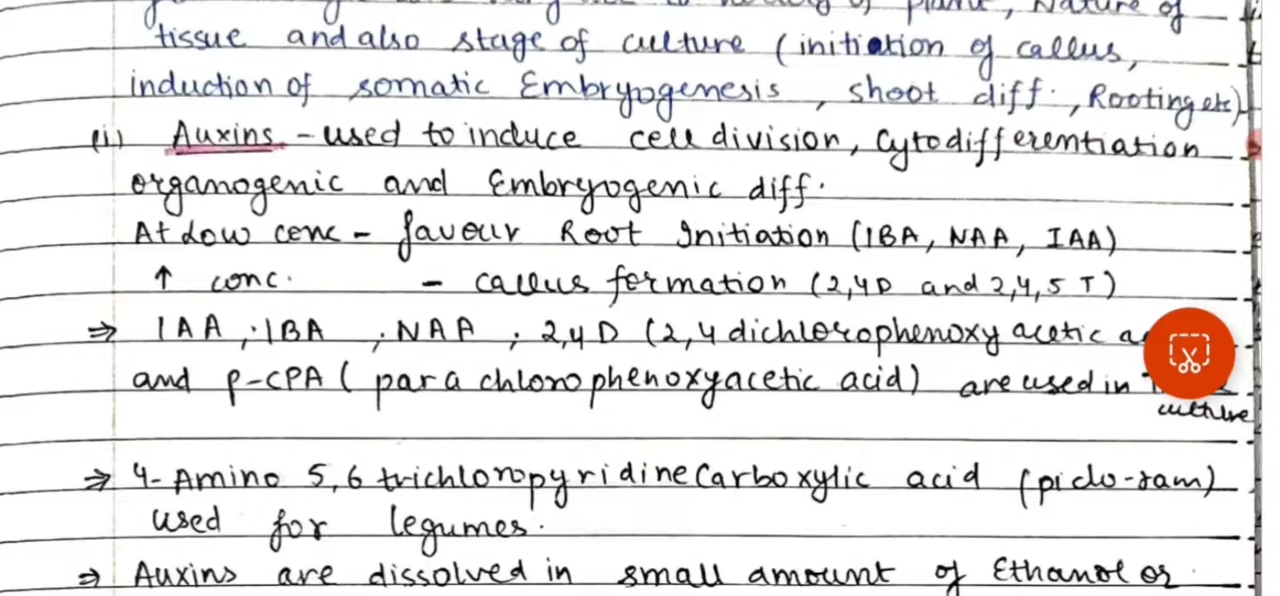 plant, Nature of
tissue and also stage of culture (initiation of callus,
induction of somatic Embryogenesis, shoot diff., Rooting etc)
(i) Auxins - used to induce cell division, Cytodifferentiation
organogenic and Embryogenic diff.
At low conc - favour Root Initiation (IBA, NAA, IAA)
↑ conc. - callus formation (2,4D and 2,4,5 T)
⇒ IAA ; IBA ; NAA ; 2,4 D (2,4 dichlorophenoxy acetic
and p-CPA ( para chlorophenoxyacetic acid) are used in
culture
⇒ 4-Amino 5,6 trichloropyridine Carboxylic acid (piclo-ram)
used for legumes.
⇒ Auxins are dissolved in small amount of Ethanol or